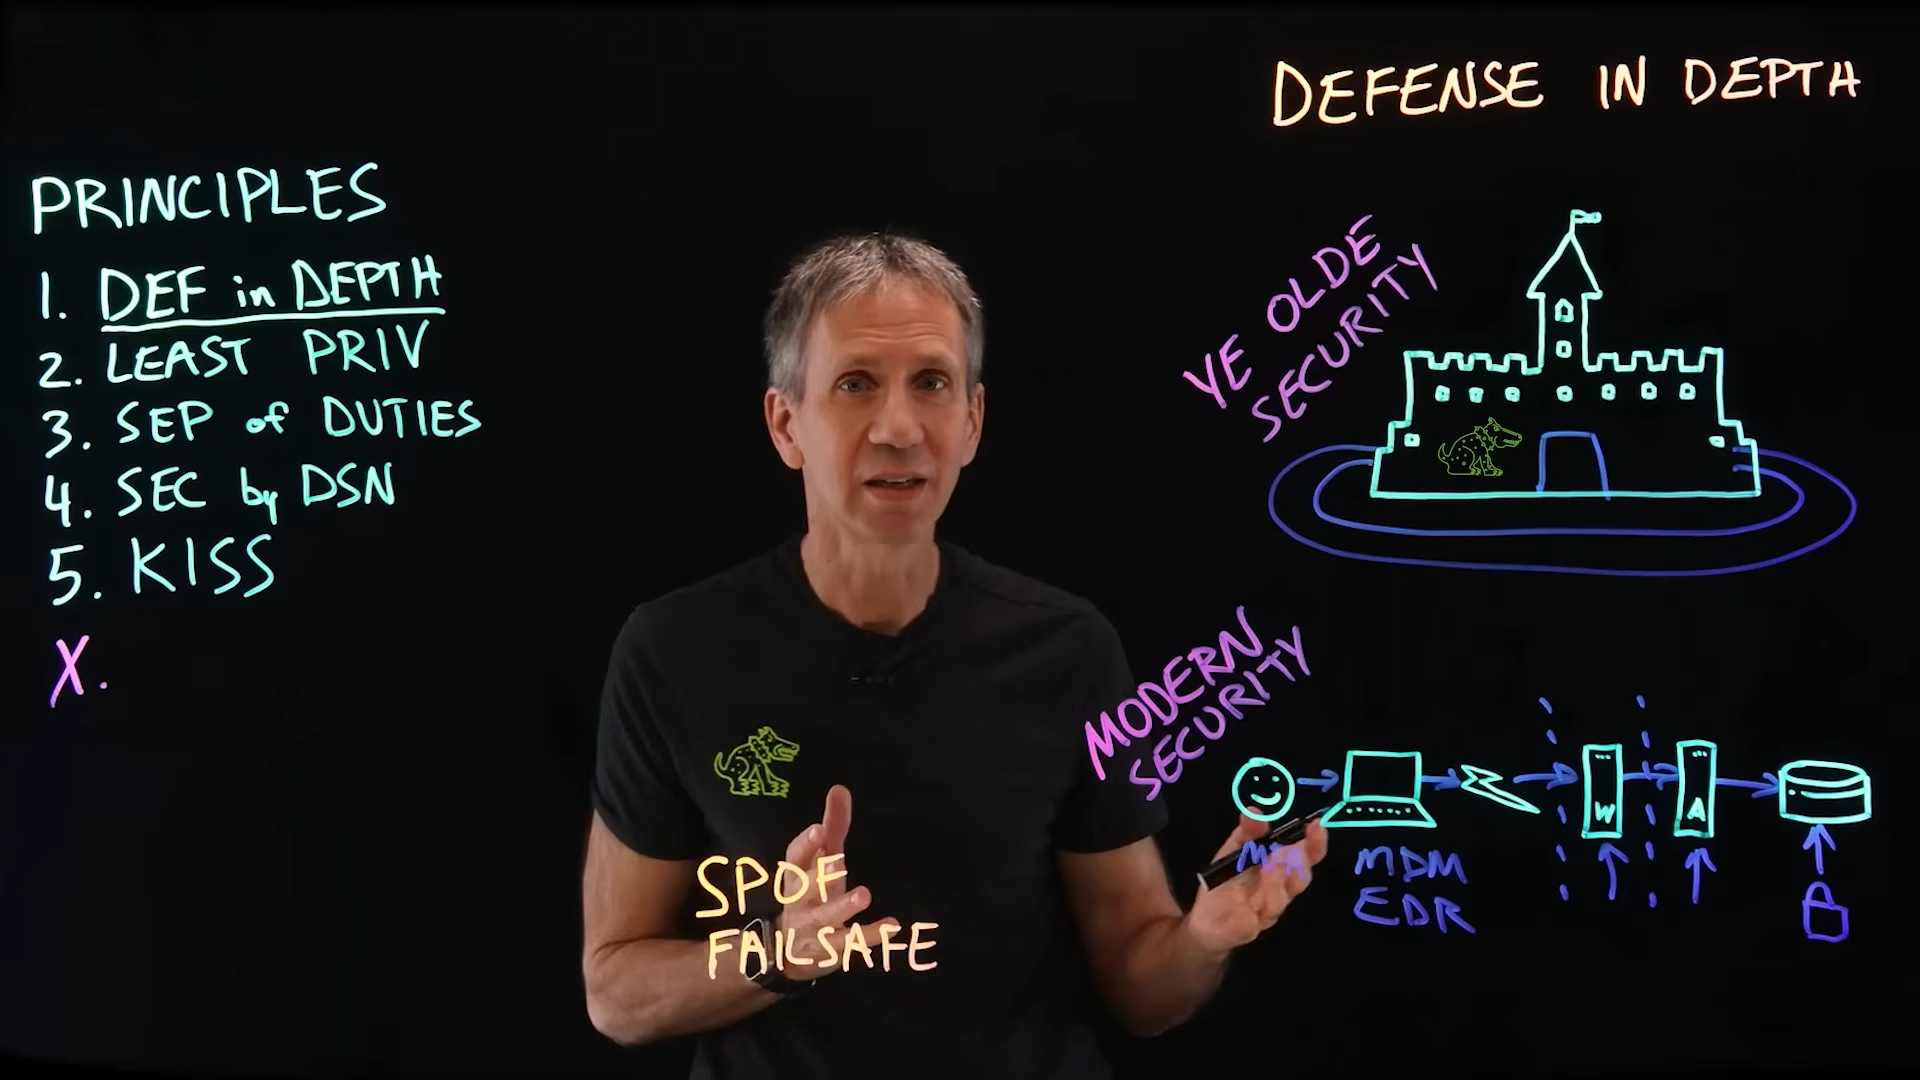 DEFENSE IN DEPTH
PRINCIPLES
1. DEF in DEPTH
2. LEAST PRIV
3. SEP of DUTIES
4. SEC by DSN
5. KISS
X.
YE OLDE
SECURITY
MODERN
SECURITY
W
A
MFA
MDM
EDR
SPOF
FAILSAFE